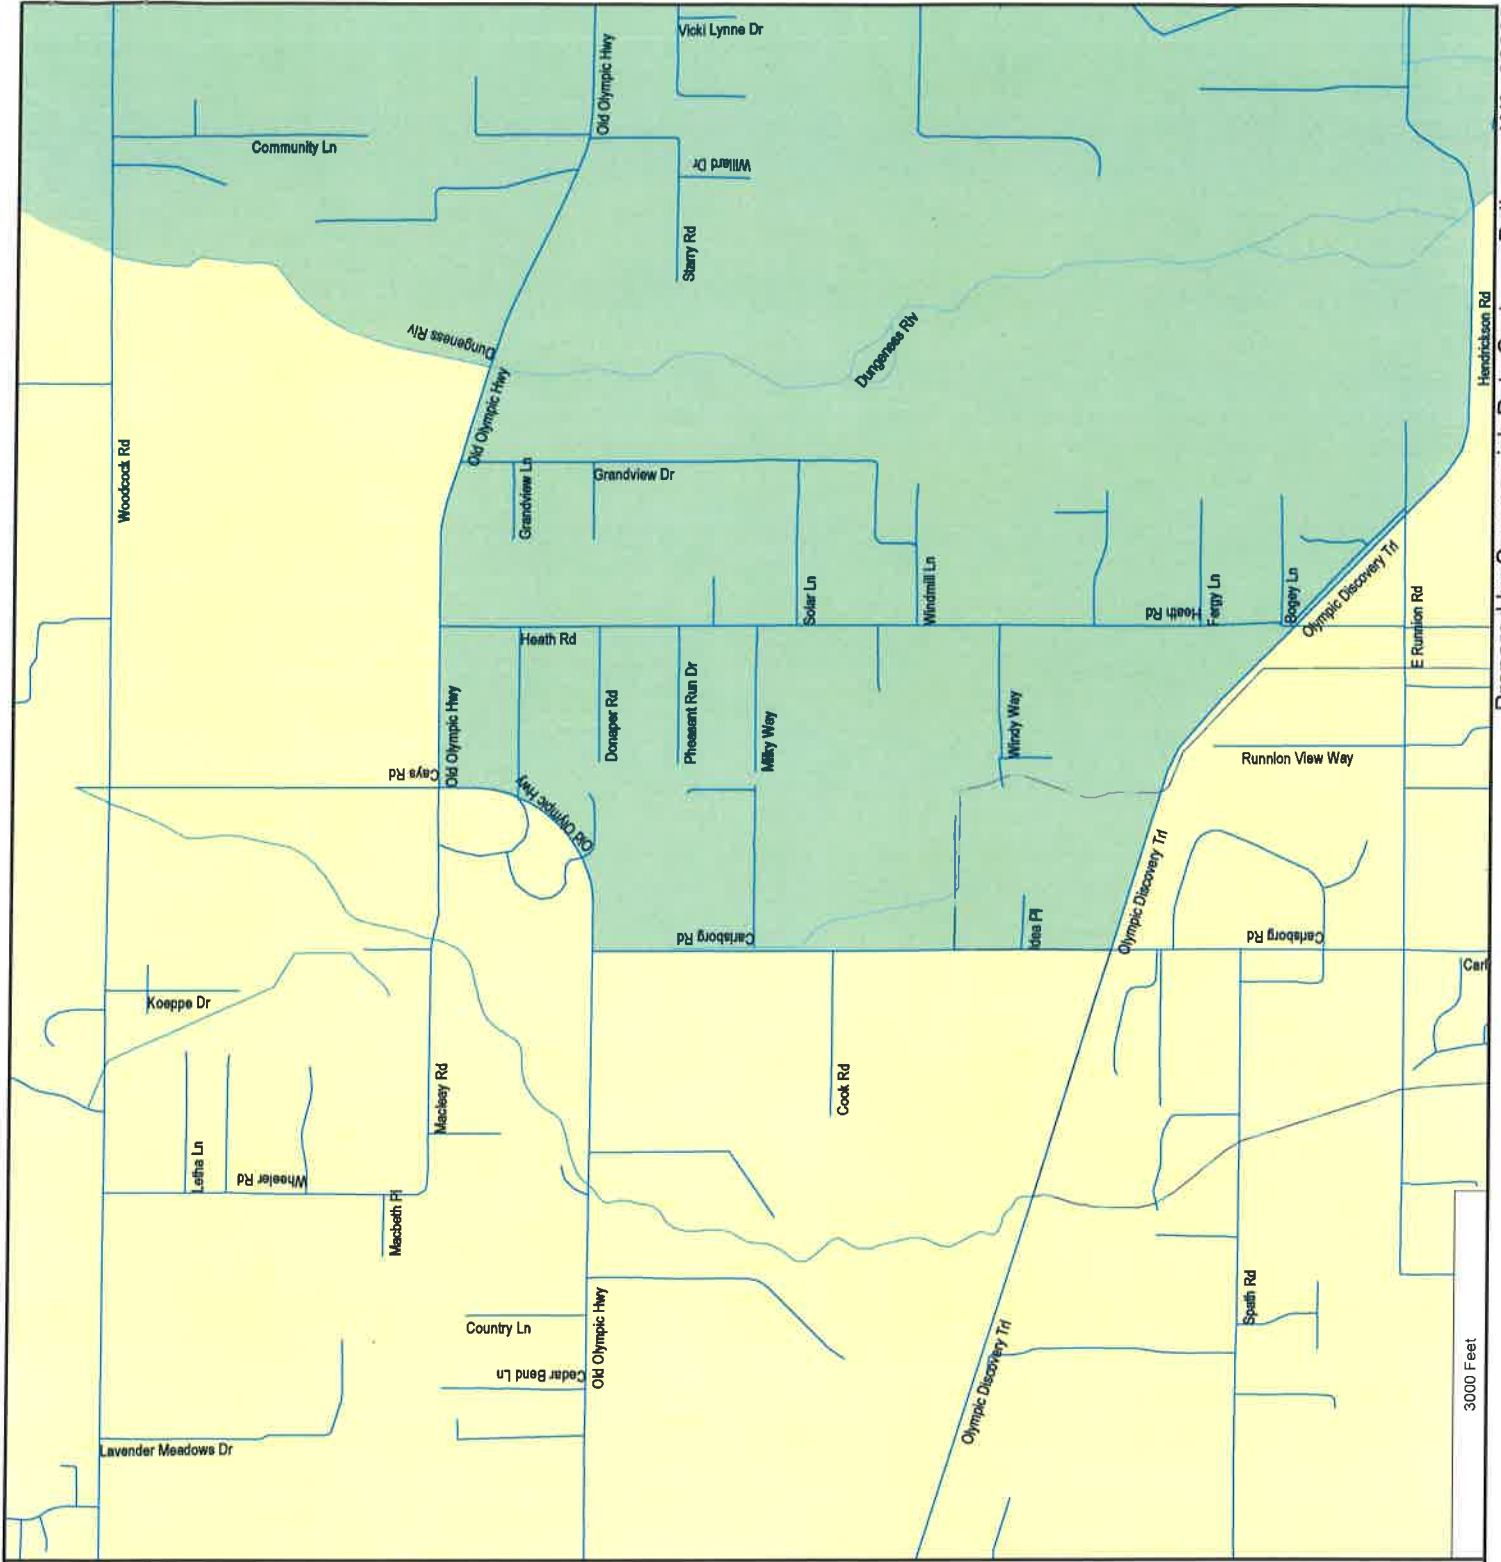 Vicki Lynne Dr
Old Olympic Hwy
Community Ln
Willard Dr
Starry Rd
Dungeness Riv
Dungeness Riv
Hendrickson Rd
Old Olympic Hwy
Woodcock Rd
Grandview Ln
Grandview Dr
Solar Ln
Windmill Ln
Heath Rd
Fergy Ln
Bogey Ln
Olympic Discovery Trl
E Runnion Rd
Heath Rd
Old Olympic Hwy
Donaper Rd
Pheasant Run Dr
Milky Way
Windy Way
Runnion View Way
Cays Rd
Old Olympic Hwy
Olympic Discovery Trl
Carlsborg Rd
Idea Pl
Carlsborg Rd
Carl
Koeppe Dr
Macleay Rd
Cook Rd
Letha Ln
Wheeler Rd
Macbeth Pl
Country Ln
Cedar Bend Ln
Old Olympic Hwy
Olympic Discovery Trl
Spath Rd
Lavender Meadows Dr
3000 Feet